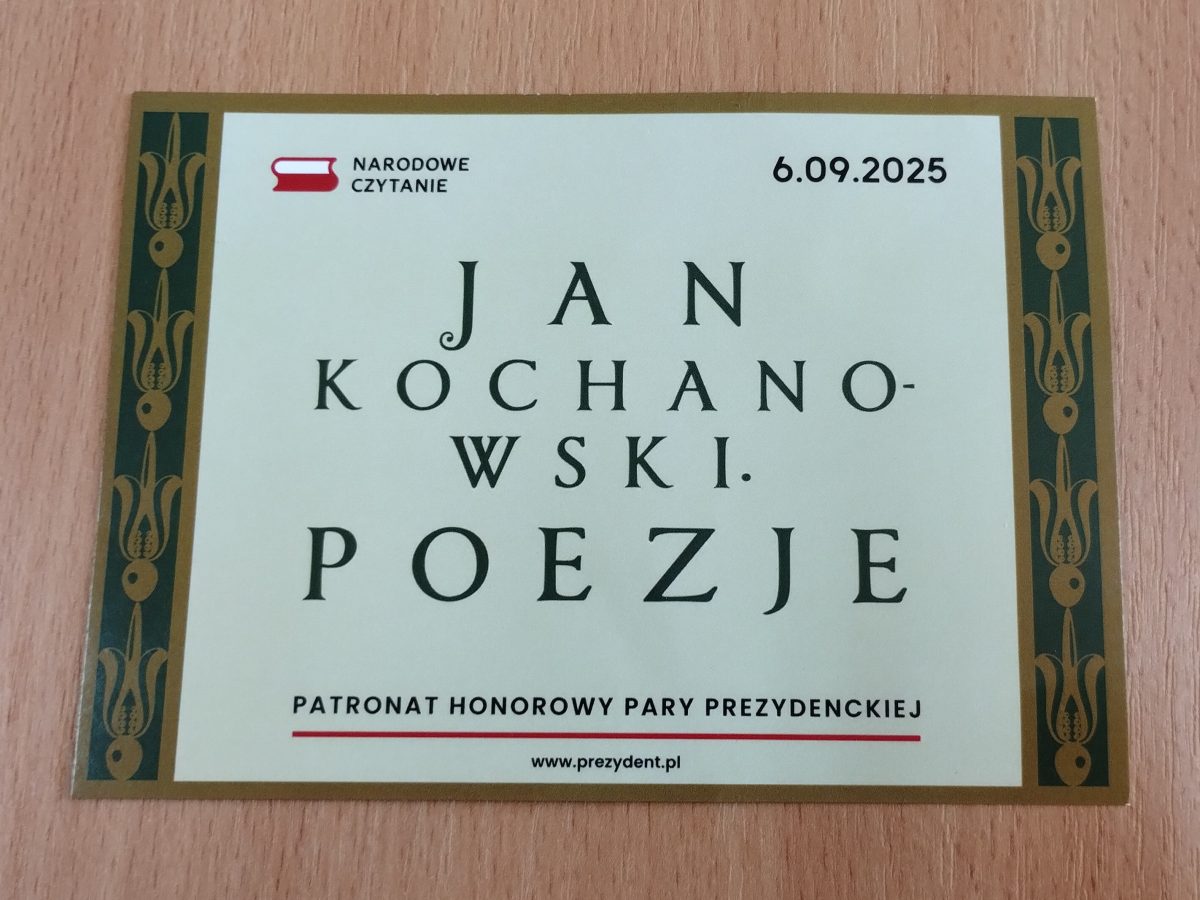 NARODOWE
CZYTANIE
6.09.2025
JAN
KOCHANO-
WSKI.
POEZJE
PATRONAT HONOROWY PARY PREZYDENCKIEJ
www.prezydent.pl